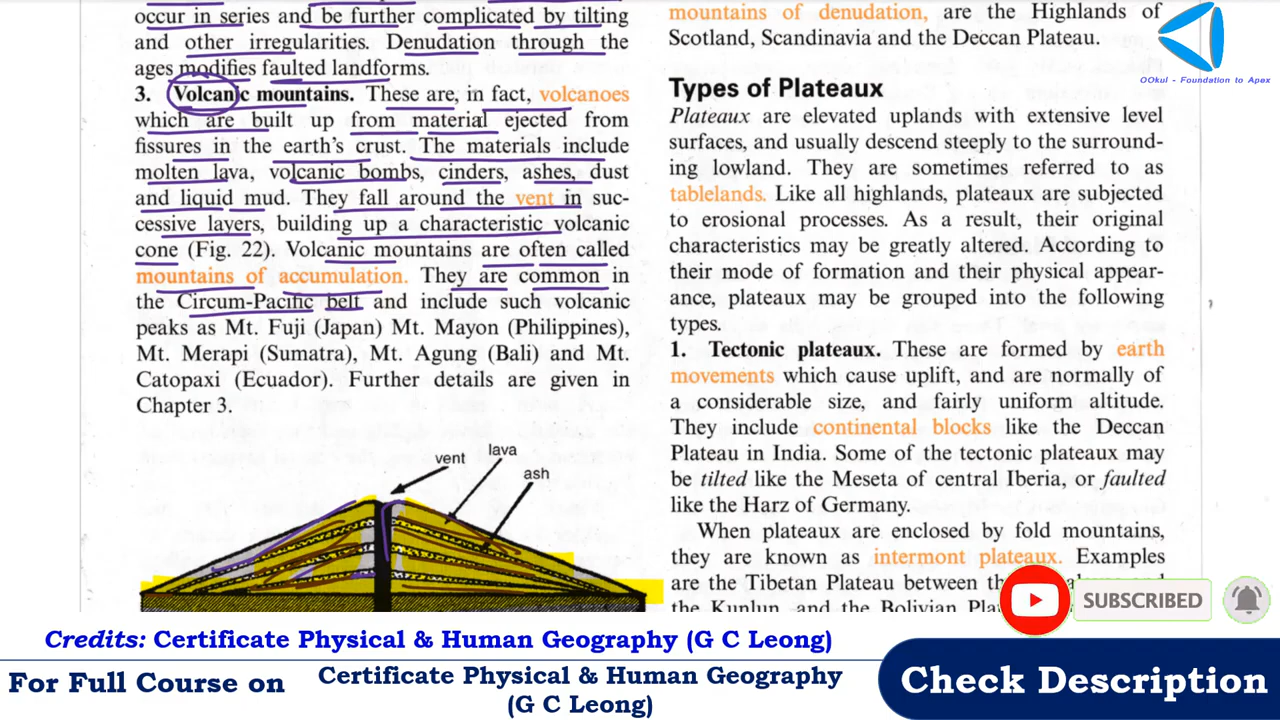 occur in series and be further complicated by tilting
and other irregularities. Denudation through the
ages modifies faulted landforms.
3. Volcanic mountains. These are, in fact, volcanoes
which are built up from material ejected from
fissures in the earth's crust. The materials include
molten lava, volcanic bombs, cinders, ashes, dust
and liquid mud. They fall around the vent in suc-
cessive layers, building up a characteristic volcanic
cone (Fig. 22). Volcanic mountains are often called
mountains of accumulation. They are common in
the Circum-Pacific belt and include such volcanic
peaks as Mt. Fuji (Japan) Mt. Mayon (Philippines),
Mt. Merapi (Sumatra), Mt. Agung (Bali) and Mt.
Catopaxi (Ecuador). Further details are given in
Chapter 3.
vent
lava
ash
mountains of denudation, are the Highlands of
Scotland, Scandinavia and the Deccan Plateau.
Types of Plateaux
Plateaux are elevated uplands with extensive level
surfaces, and usually descend steeply to the surround-
ing lowland. They are sometimes referred to as
tablelands. Like all highlands, plateaux are subjected
to erosional processes. As a result, their original
characteristics may be greatly altered. According to
their mode of formation and their physical appear-
ance, plateaux may be grouped into the following
types.
1. Tectonic plateaux. These are formed by earth
movements which cause uplift, and are normally of
a considerable size, and fairly uniform altitude.
They include continental blocks like the Deccan
Plateau in India. Some of the tectonic plateaux may
be tilted like the Meseta of central Iberia, or faulted
like the Harz of Germany.
When plateaux are enclosed by fold mountains,
they are known as intermont plateaux. Examples
are the Tibetan Plateau between the and
the Kunlun, and the Bolivian
OOkul - Foundation to Apex
SUBSCRIBED
Credits: Certificate Physical & Human Geography (G C Leong)
For Full Course on
Certificate Physical & Human Geography
(G C Leong)
Check Description